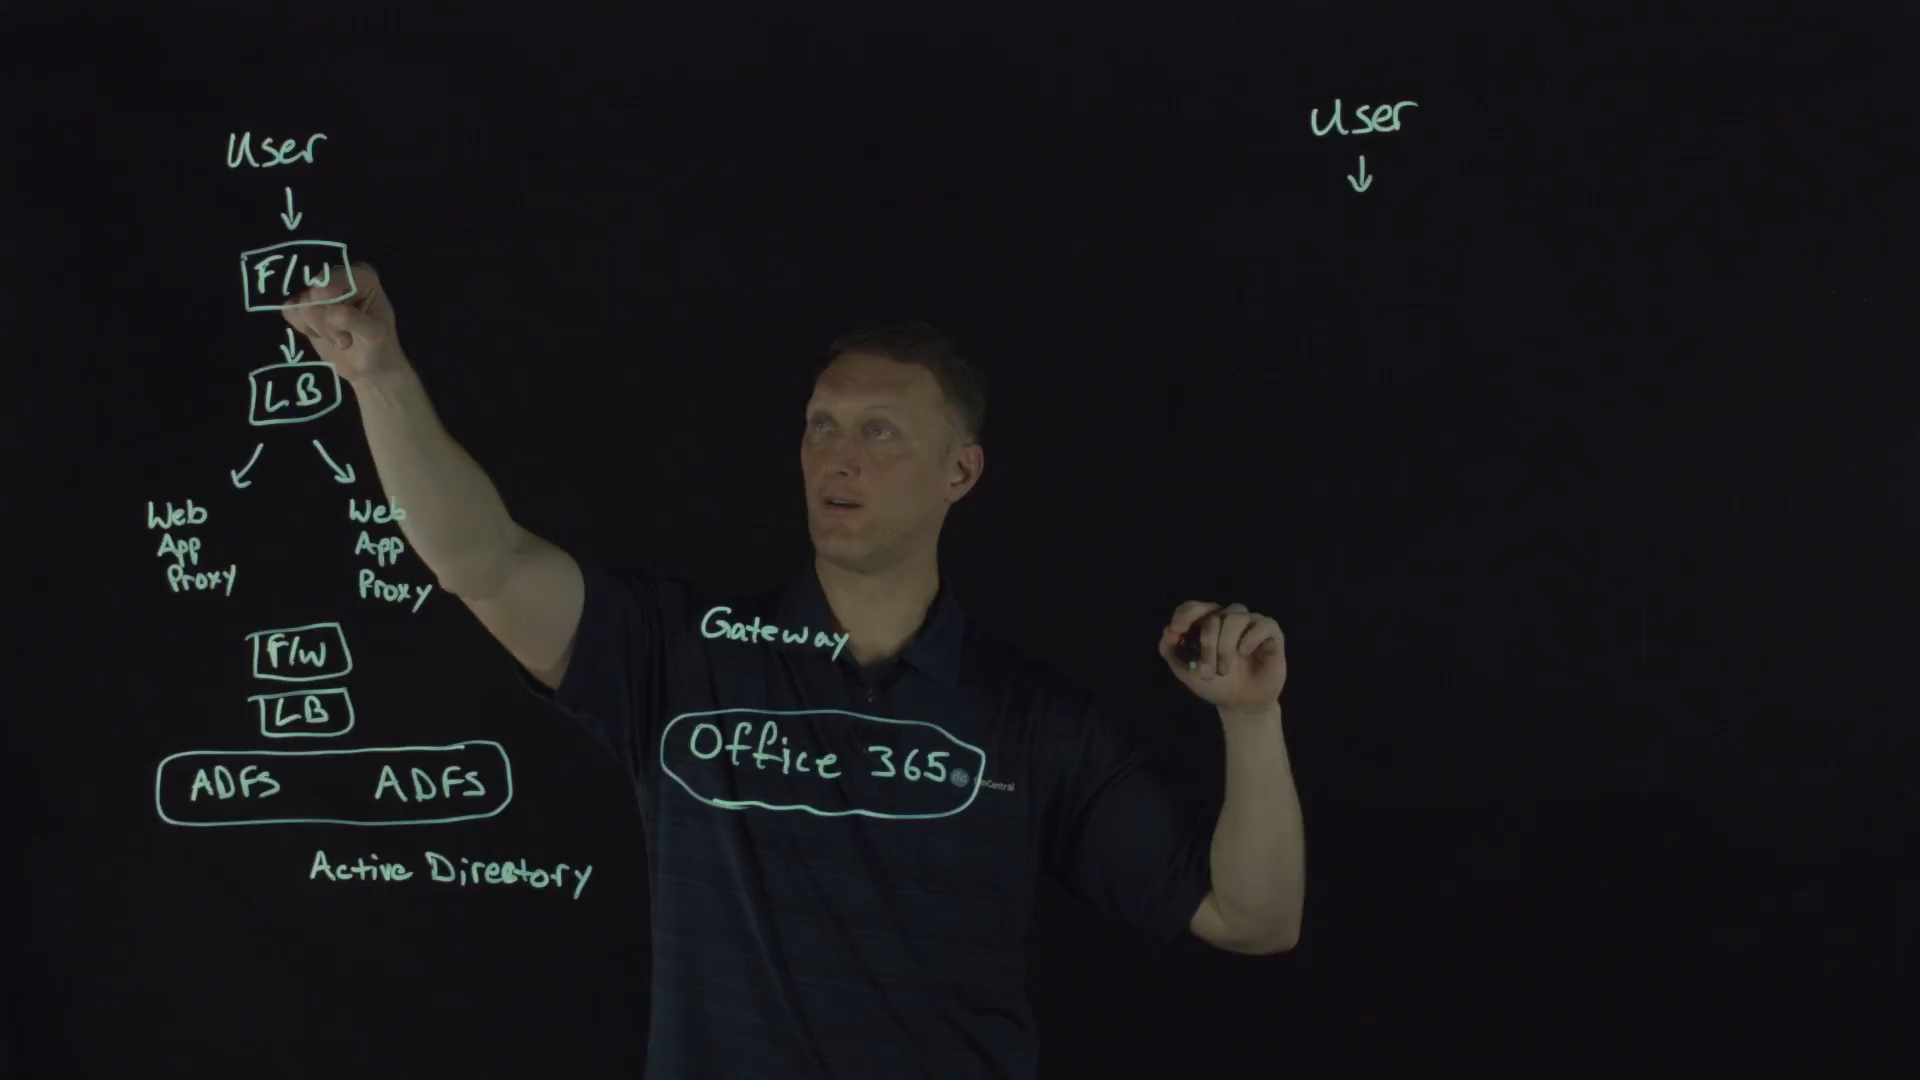 User
F/W
LB
Web
App
Proxy
Web
App
Proxy
F/W
LB
ADFS ADFS
Active Directory
Gateway
Office 365
User